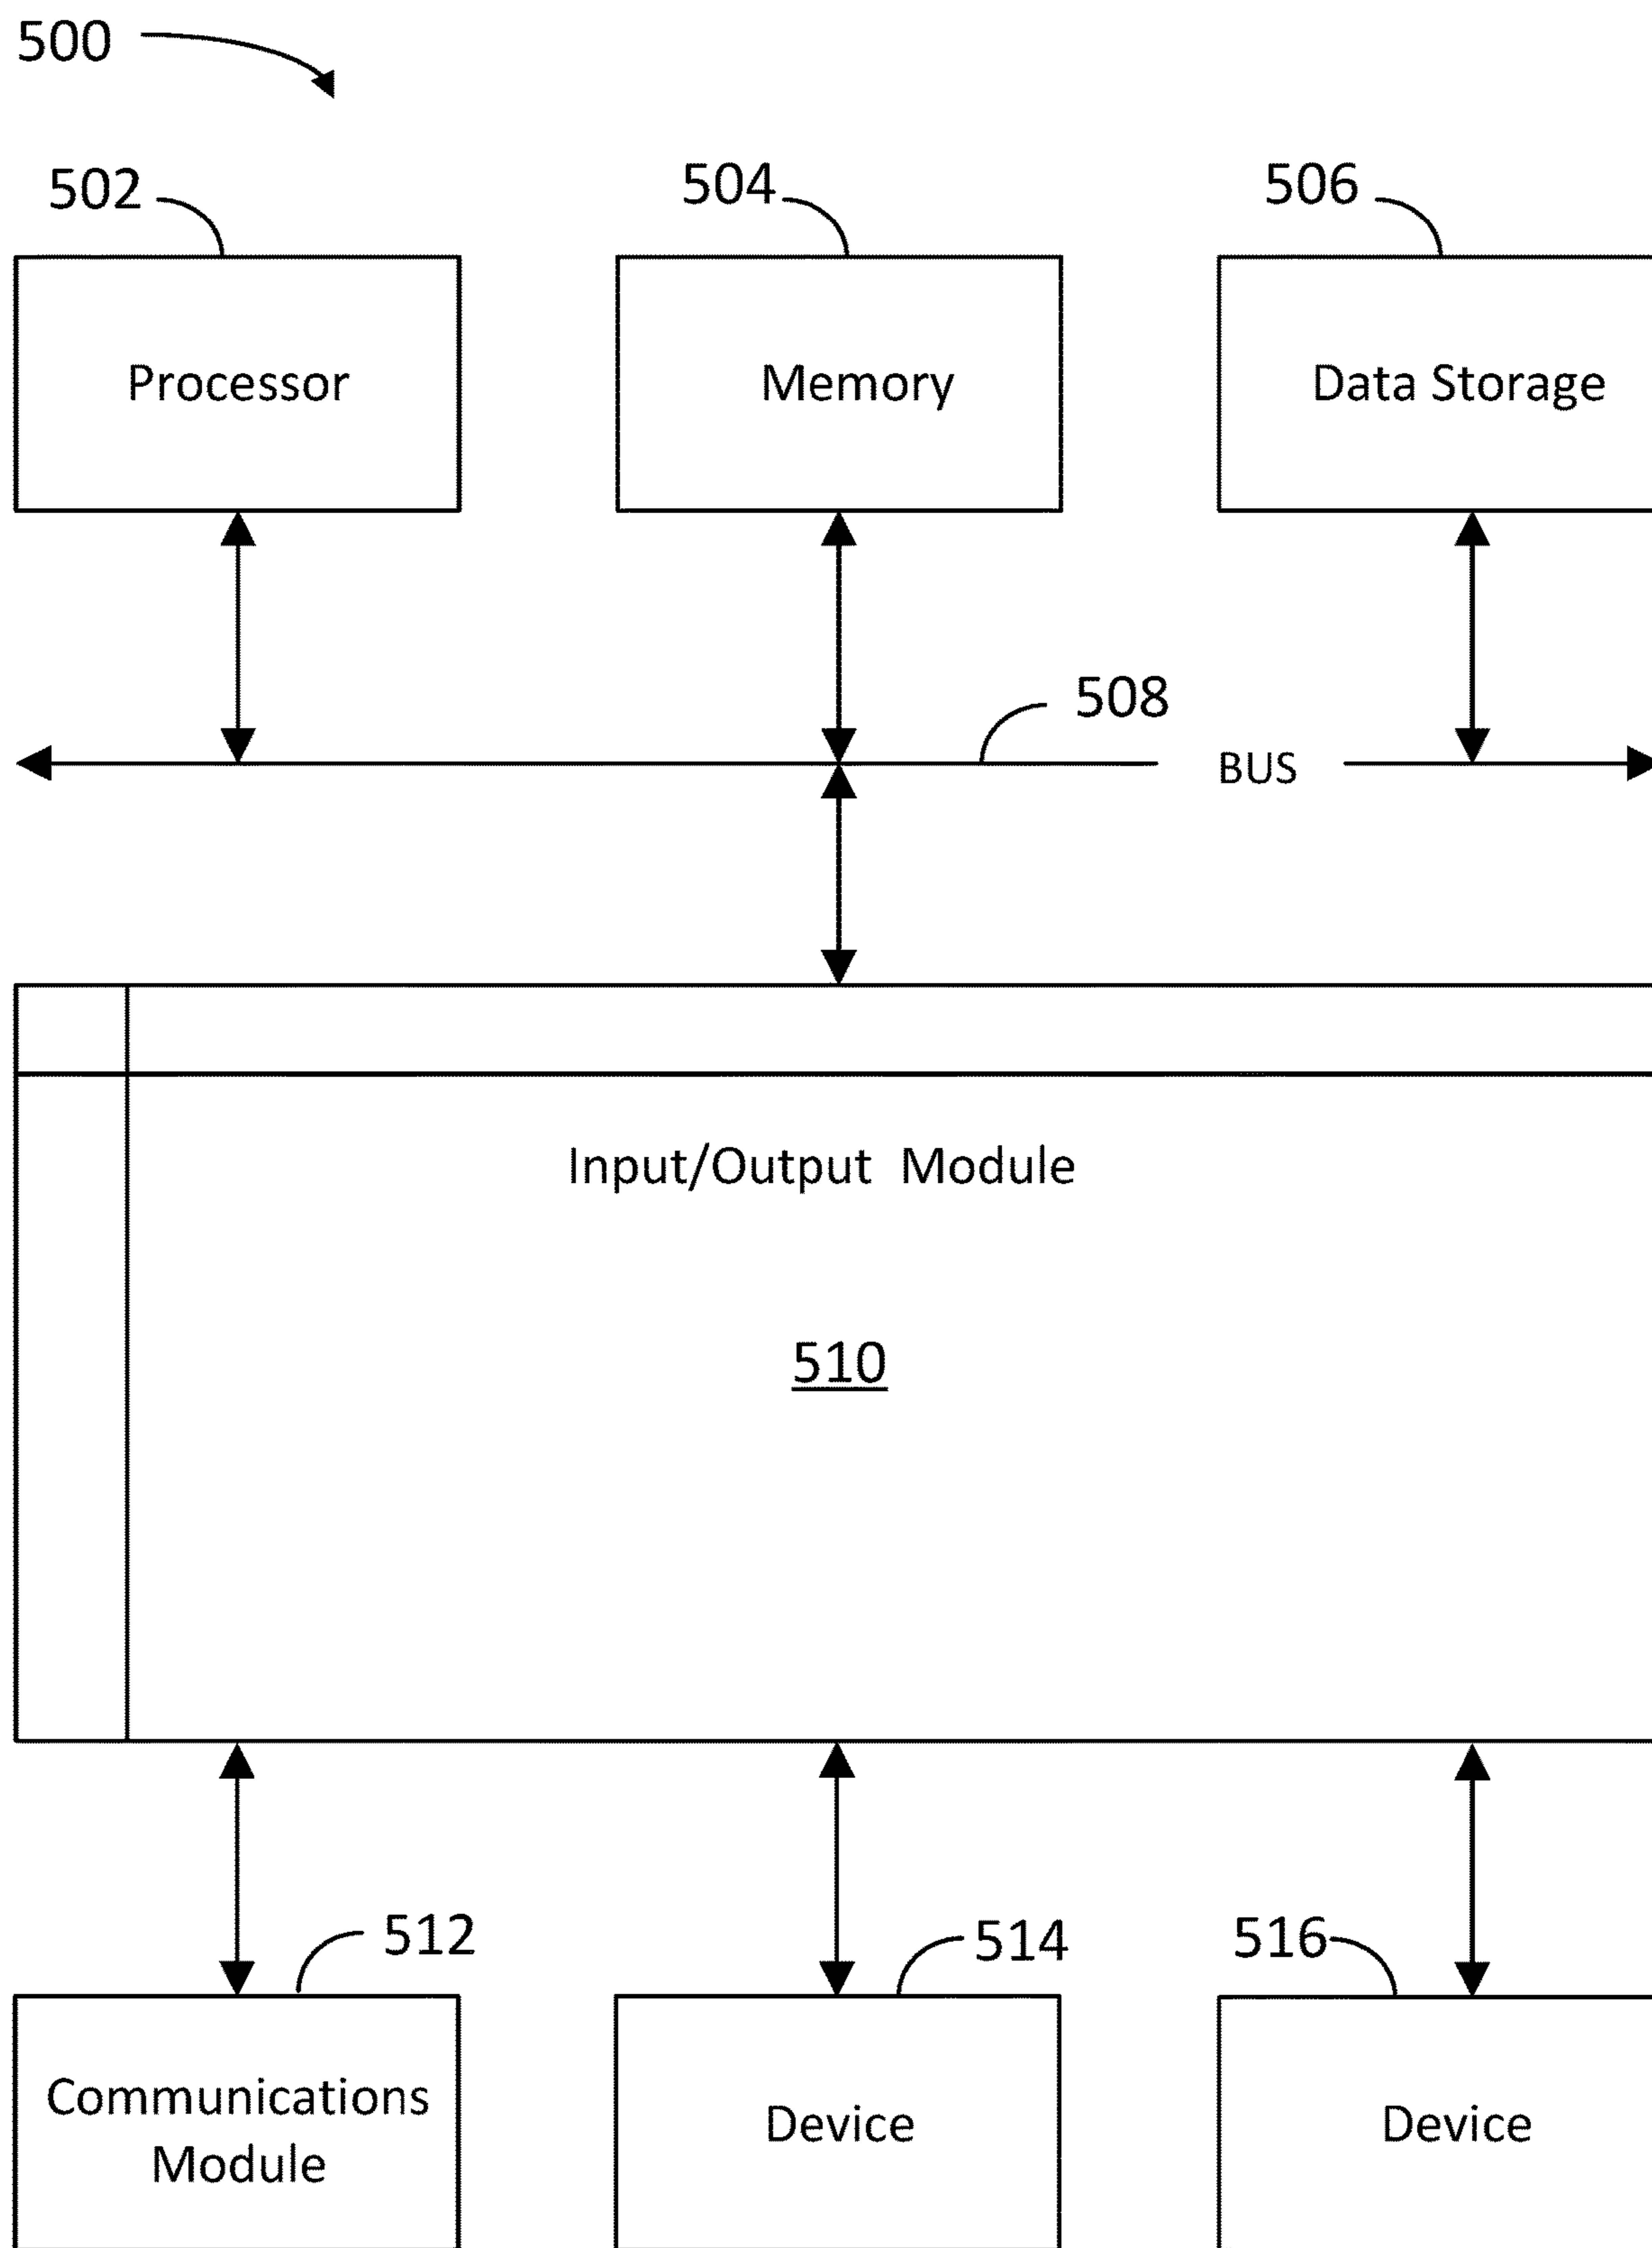 500
502
504
506
Processor
Memory
Data Storage
508
BUS
Input/Output Module
510
512
514
516
Communications
Module
Device
Device